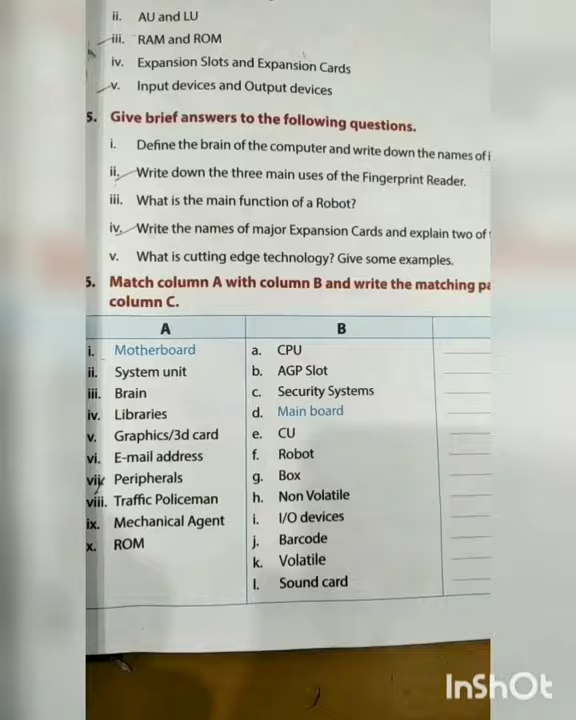 ii. AU and LU
iii. RAM and ROM
iv. Expansion Slots and Expansion Cards
v. Input devices and Output devices
5. Give brief answers to the following questions.
i. Define the brain of the computer and write down the names of i
ii. Write down the three main uses of the Fingerprint Reader.
iii. What is the main function of a Robot?
iv. Write the names of major Expansion Cards and explain two of
v. What is cutting edge technology? Give some examples.
5. Match column A with column B and write the matching pa
column C.
A B
i. Motherboard a. CPU
ii. System unit b. AGP Slot
iii. Brain c. Security Systems
iv. Libraries d. Main board
v. Graphics/3d card e. CU
vi. E-mail address f. Robot
vii. Peripherals g. Box
viii. Traffic Policeman h. Non Volatile
ix. Mechanical Agent i. I/O devices
x. ROM j. Barcode
k. Volatile
l. Sound card
InShOt